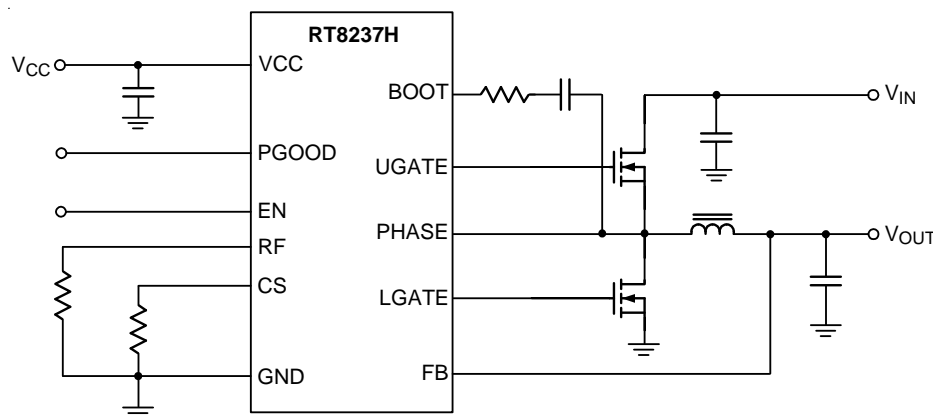 RT8237H
VCC
VCC
BOOT
VIN
PGOOD
UGATE
EN
PHASE
VOUT
RF
CS
LGATE
GND
FB